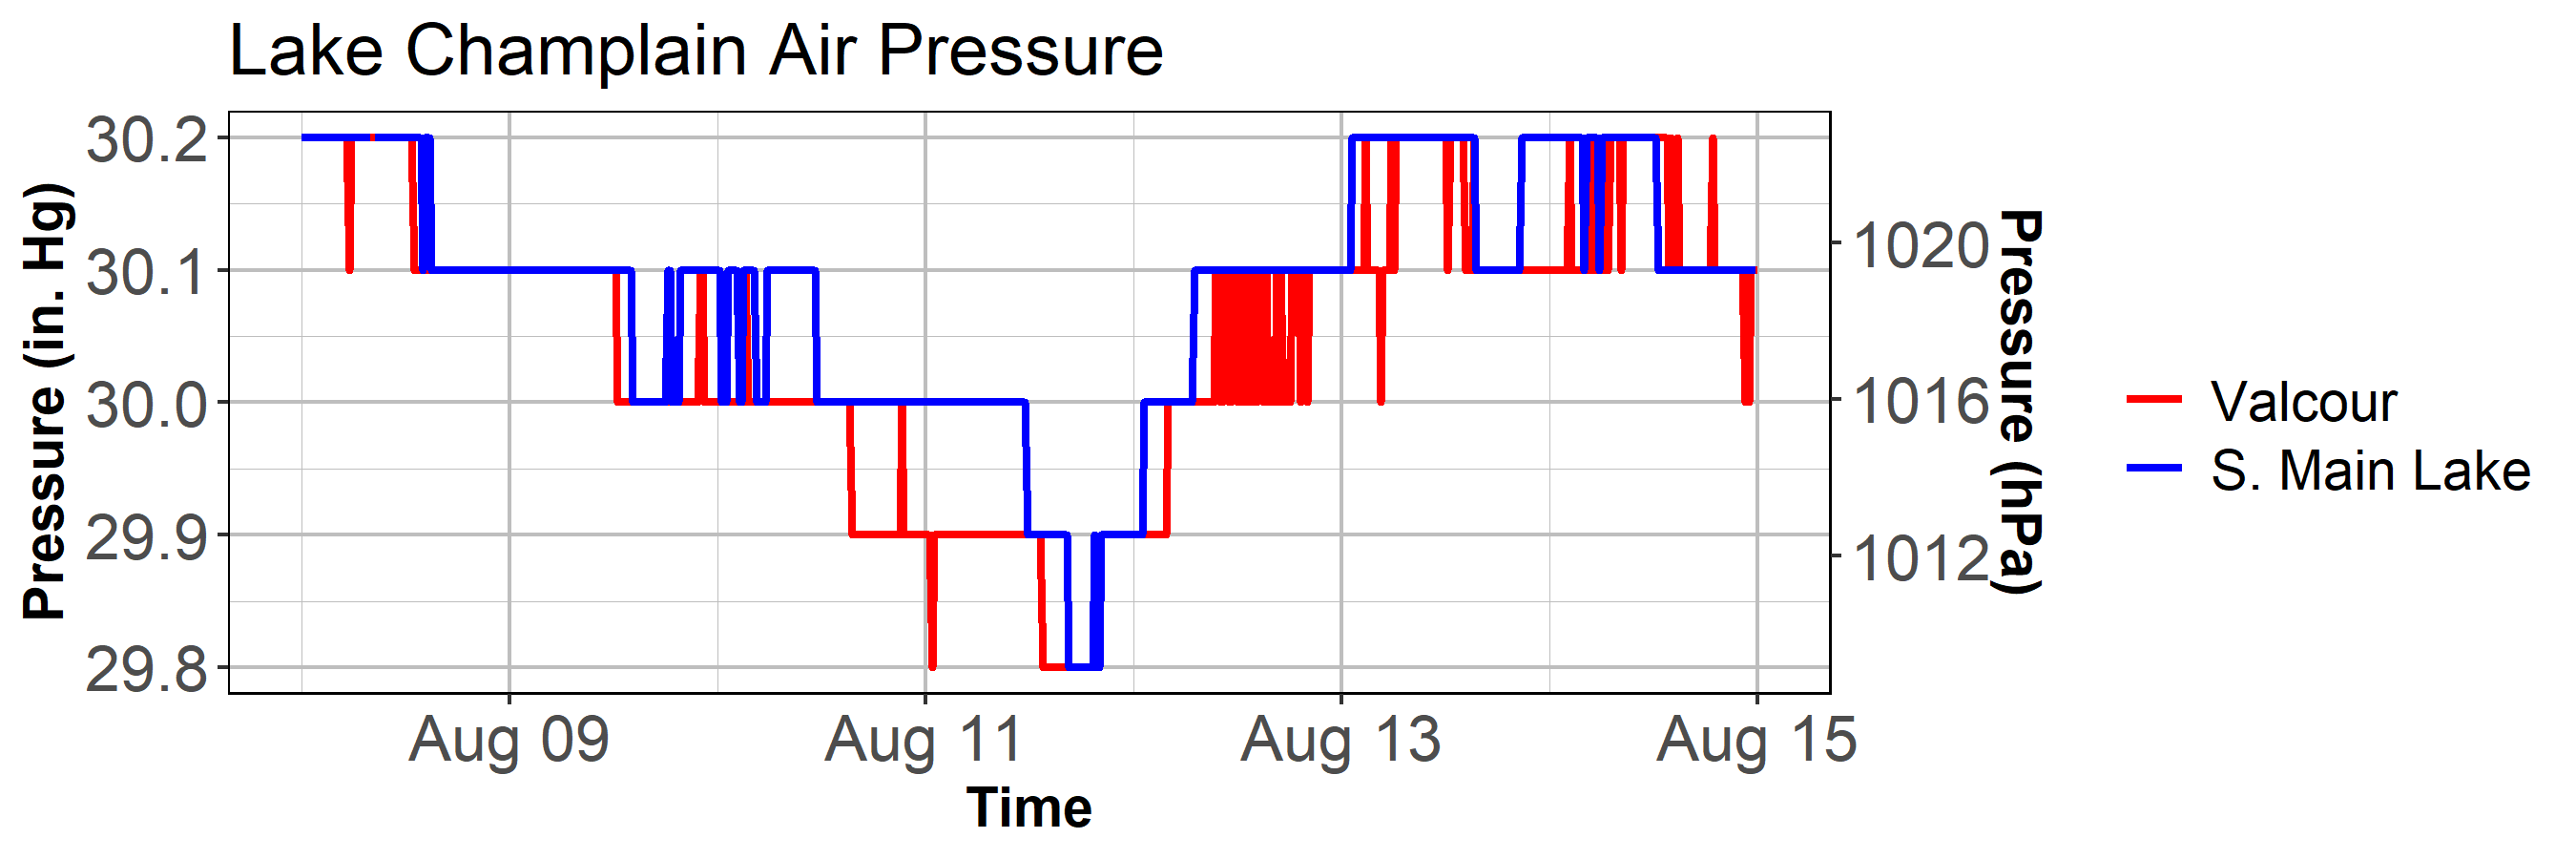 Lake Champlain Air Pressure
Pressure (in. Hg)
30.2
30.1
30.0
29.9
29.8
1020
1016
1012
Pressure (hPa)
Aug 09
Aug 11
Aug 13
Aug 15
Time
Valcour
S. Main Lake